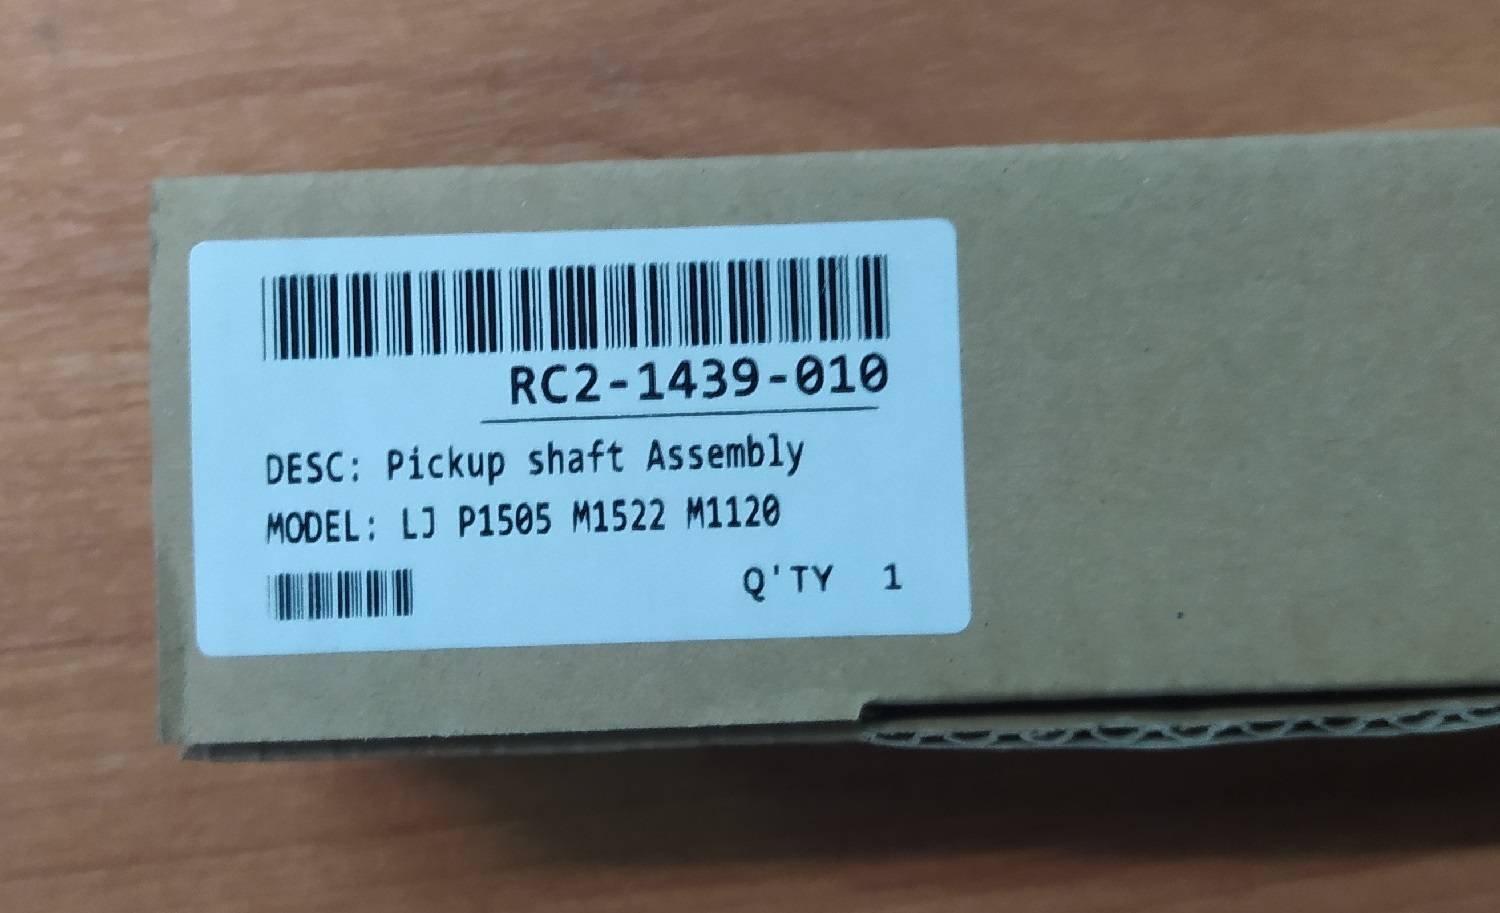 RC2-1439-010
DESC: Pickup shaft Assembly
MODEL: LJ P1505 M1522 M1120
Q'TY 1